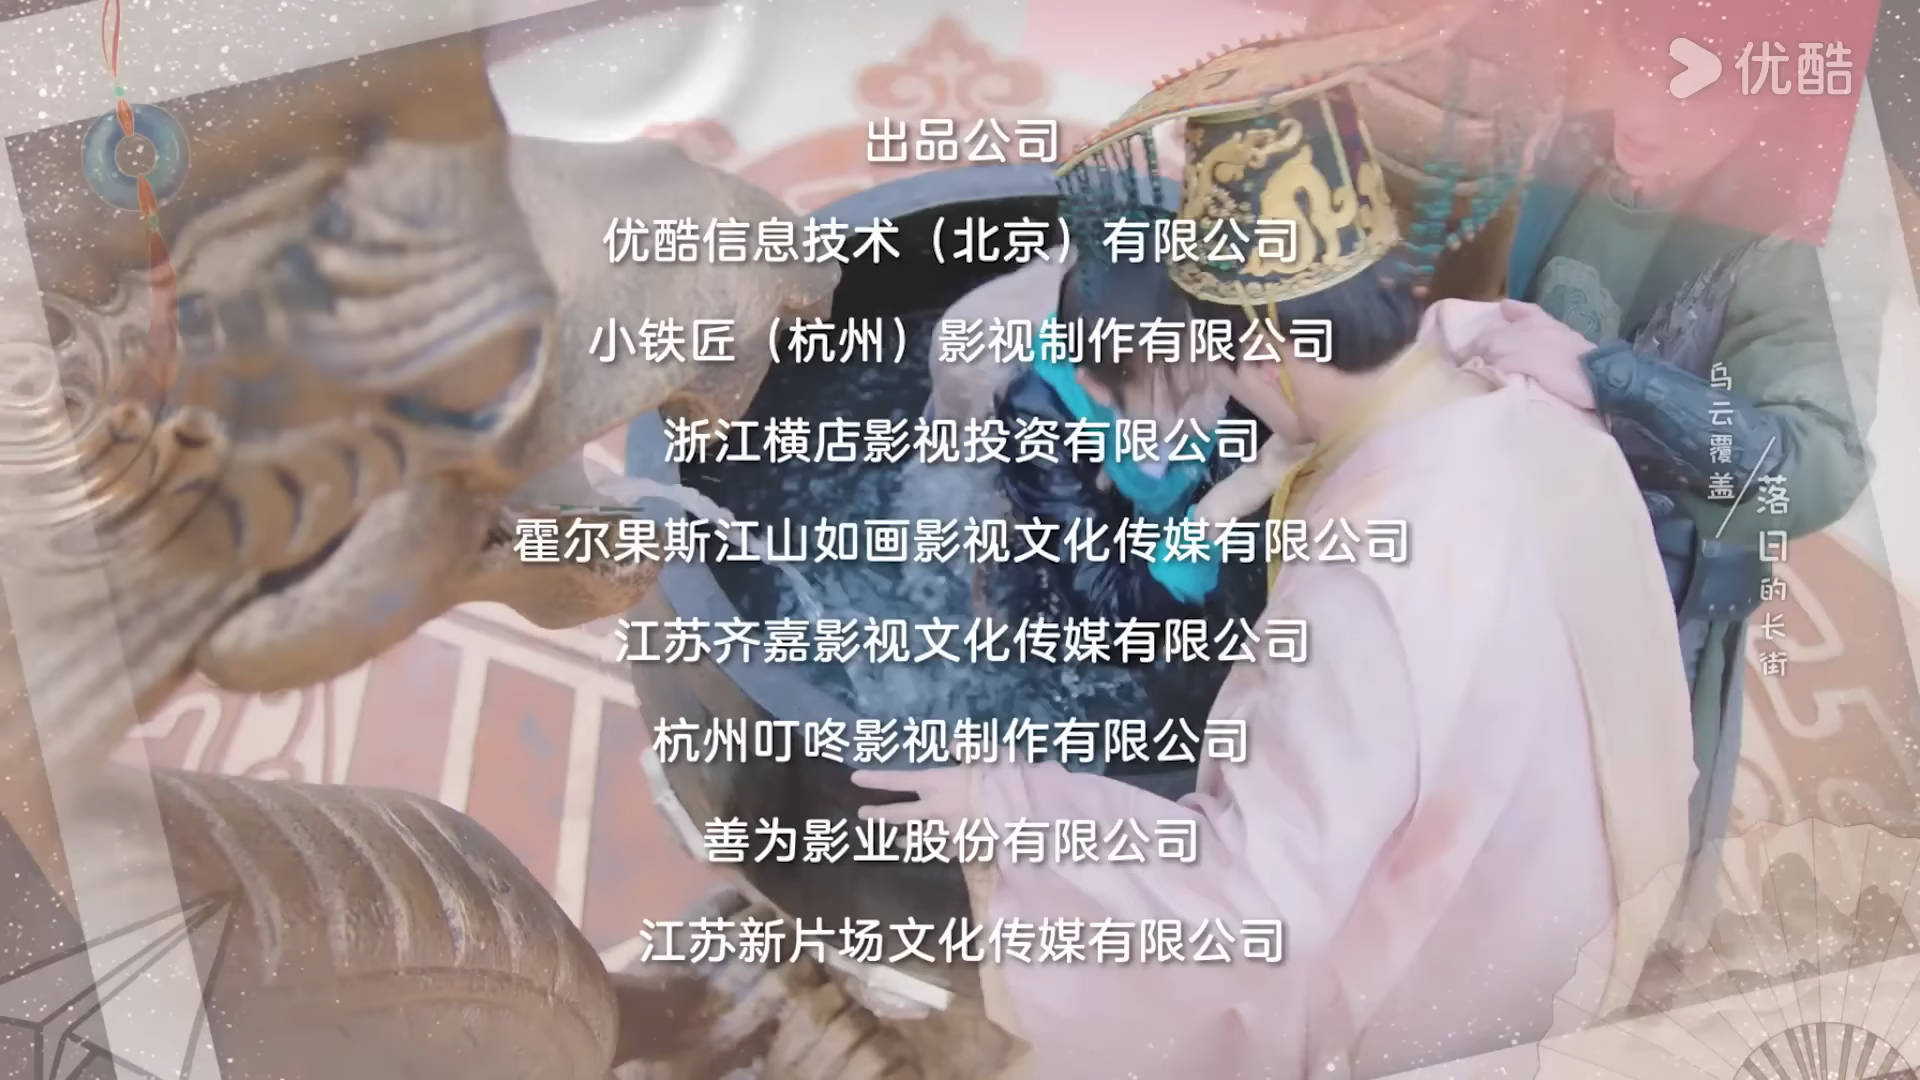 优酷
出品公司
优酷信息技术（北京）有限公司
小铁匠（杭州）影视制作有限公司
浙江横店影视投资有限公司
霍尔果斯江山如画影视文化传媒有限公司
江苏齐嘉影视文化传媒有限公司
杭州叮咚影视制作有限公司
善为影业股份有限公司
江苏新片场文化传媒有限公司
乌云覆盖
落日的长街